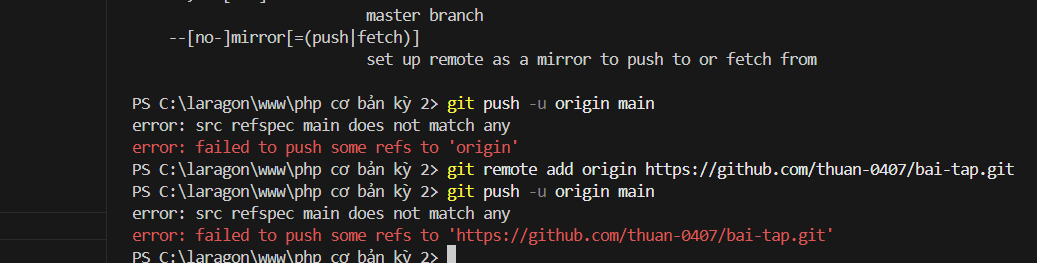 master branch
--[no-]mirror[=(push|fetch)]
set up remote as a mirror to push to or fetch from
PS C:\laragon\www\php cơ bản kỳ 2> git push -u origin main
error: src refspec main does not match any
error: failed to push some refs to 'origin'
PS C:\laragon\www\php cơ bản kỳ 2> git remote add origin https://github.com/thuan-0407/bai-tap.git
PS C:\laragon\www\php cơ bản kỳ 2> git push -u origin main
error: src refspec main does not match any
error: failed to push some refs to 'https://github.com/thuan-0407/bai-tap.git'
PS C:\laragon\www\php cơ bản kỳ 2>